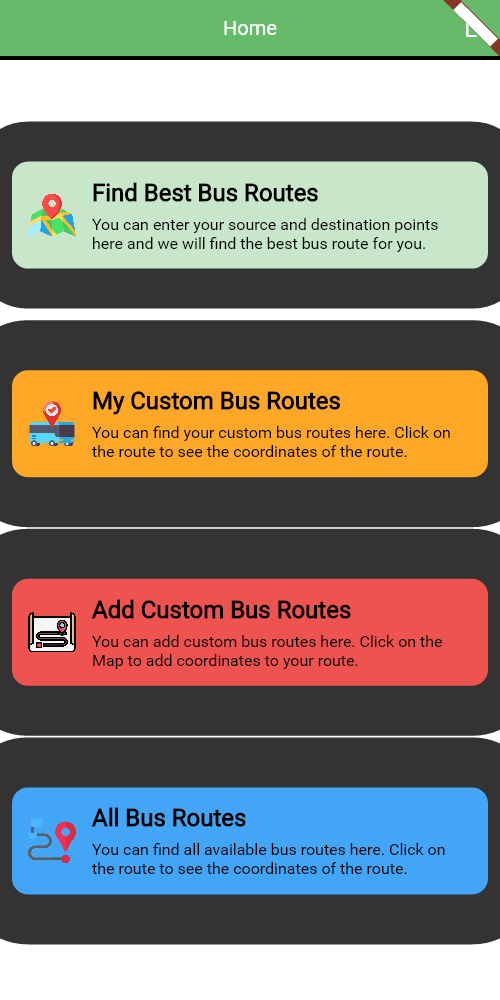 Home
Find Best Bus Routes
You can enter your source and destination points
here and we will find the best bus route for you.
My Custom Bus Routes
You can find your custom bus routes here. Click on
the route to see the coordinates of the route.
Add Custom Bus Routes
You can add custom bus routes here. Click on the
Map to add coordinates to your route.
All Bus Routes
You can find all available bus routes here. Click on
the route to see the coordinates of the route.